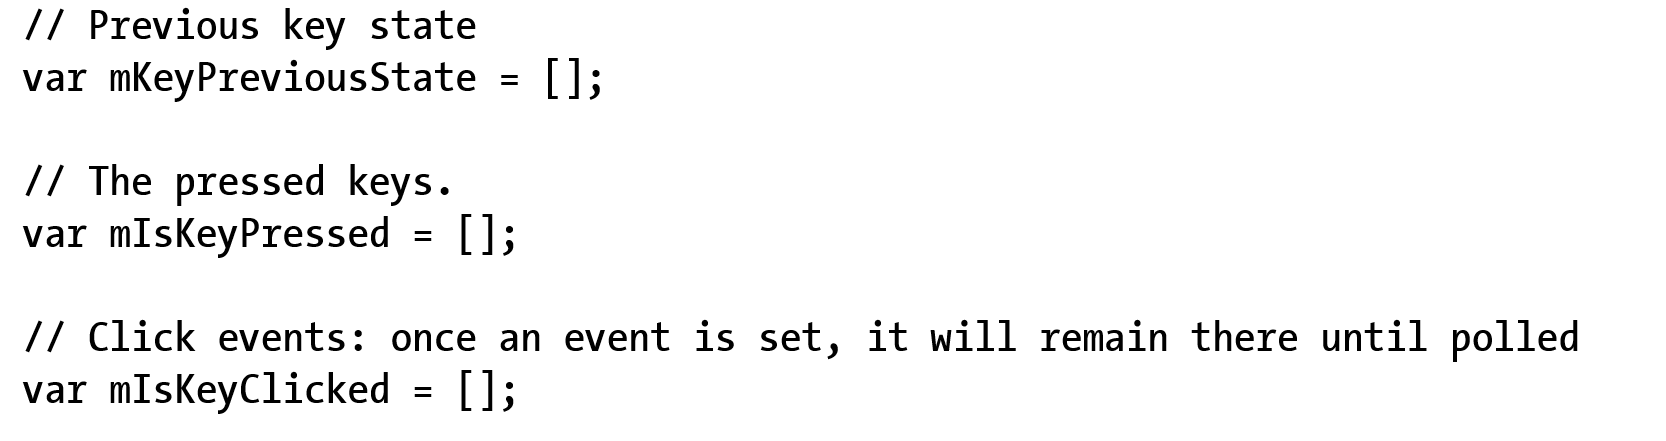 // Previous key state
var mKeyPreviousState = [];
// The pressed keys.
var mIsKeyPressed = [];
// Click events: once an event is set, it will remain there until polled
var mIsKeyClicked = [];